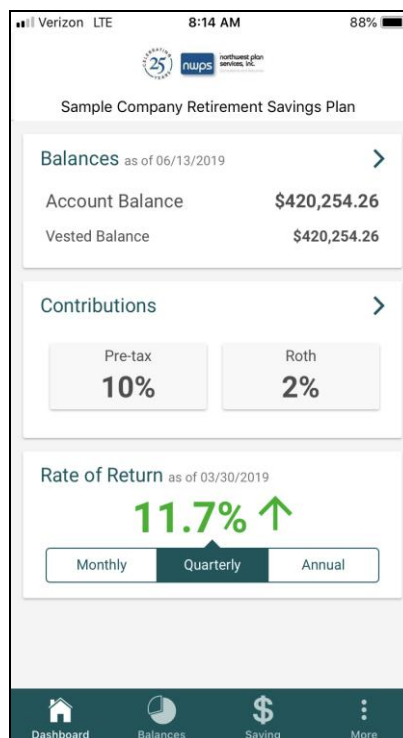 Verizon LTE 8:14 AM 88%
CELEBRATING
25
YEARS
nwps northwest plan
services, inc.
Sample Company Retirement Savings Plan
Balances as of 06/13/2019
Account Balance $420,254.26
Vested Balance $420,254.26
Contributions
Pre-tax Roth
10% 2%
Rate of Return as of 03/30/2019
11.7%
Monthly Quarterly Annual
Dashboard Balances Saving More